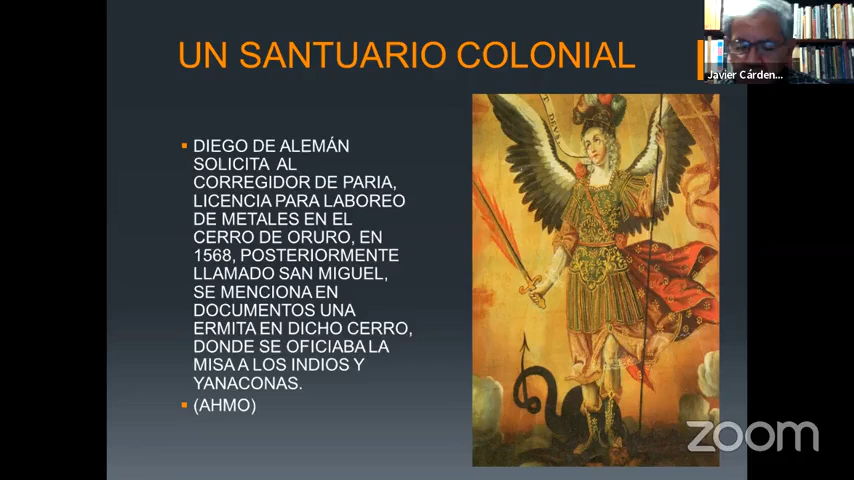 UN SANTUARIO COLONIAL
Javier Cárden...
DIEGO DE ALEMÁN
SOLICITA AL
CORREGIDOR DE PARIA,
LICENCIA PARA LABOREO
DE METALES EN EL
CERRO DE ORURO, EN
1568, POSTERIORMENTE
LLAMADO SAN MIGUEL,
SE MENCIONA EN
DOCUMENTOS UNA
ERMITA EN DICHO CERRO,
DONDE SE OFICIABA LA
MISA A LOS INDIOS Y
YANACONAS.
(AHMO)
zoom